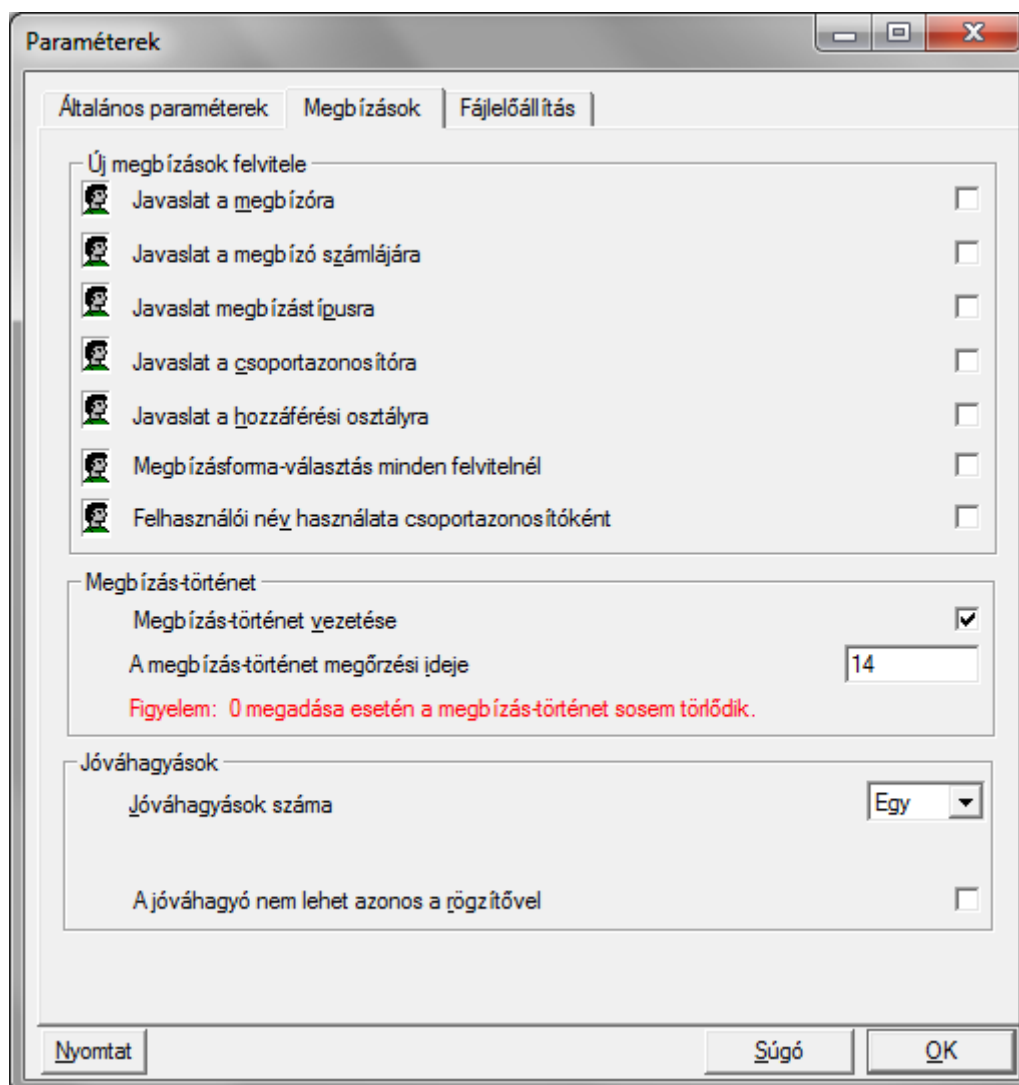 Paraméterek
Általános paraméterek Megbízások Fájlelőállítás
Új megbízások felvitele
Javaslat a megbízóra
Javaslat a megbízó számlájára
Javaslat megbízástípusra
Javaslat a csoportazonosítóra
Javaslat a hozzáférési osztályra
Megbízásforma-választás minden felvitelnél
Felhasználói név használata csoportazonosítóként
Megbízás-történet
Megbízás-történet vezetése
A megbízás-történet megőrzési ideje 14
Figyelem: 0 megadása esetén a megbízás-történet sosem törlődik.
Jóváhagyások
Jóváhagyások száma Egy
A jóváhagyó nem lehet azonos a rögzítővel
Nyomtat Súgó OK